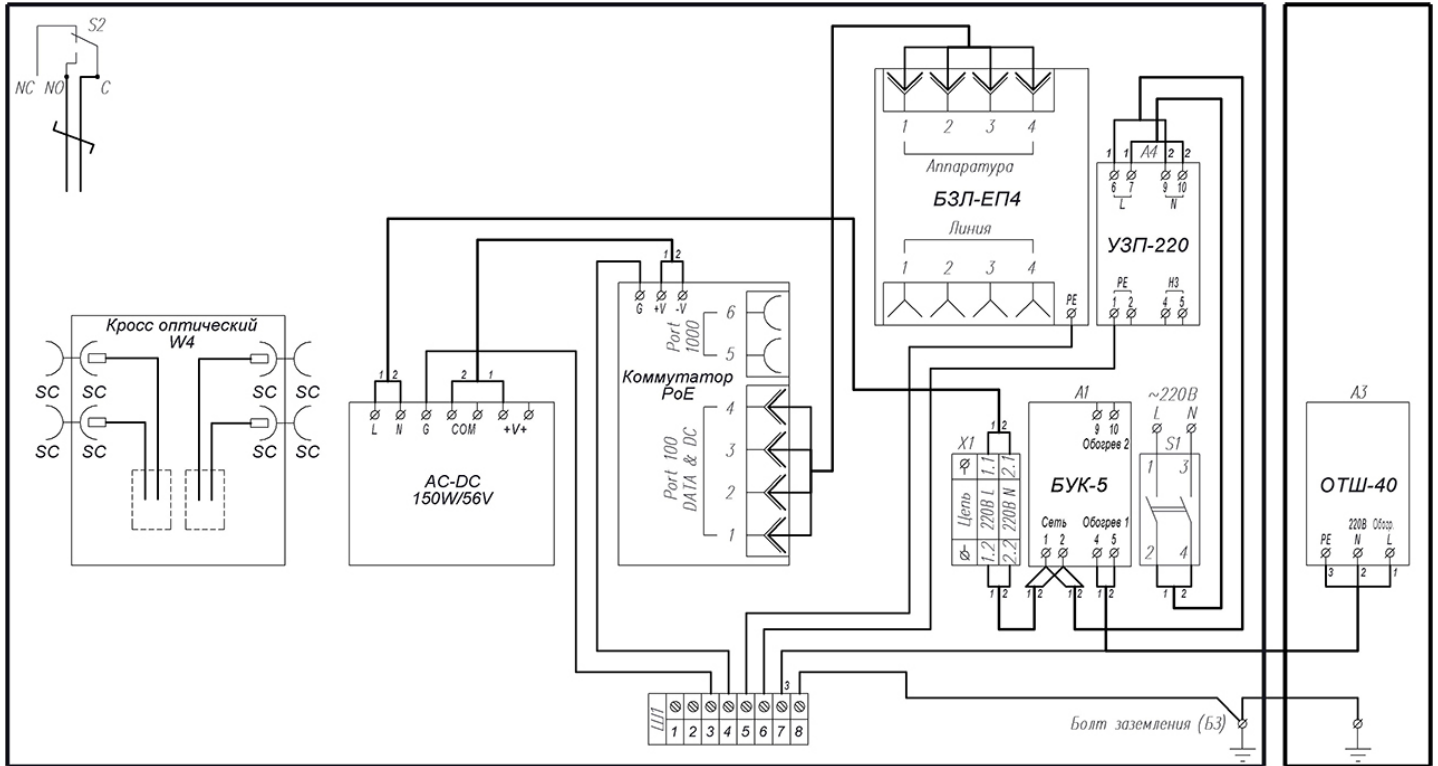 S2
NC NO C
Кросс оптический
W4
SC SC SC SC
SC SC SC SC
1 2
L N G COM +V+
2 1
AC-DC
150W/56V
1 2
G +V -V
Port 1000
6
5
Коммутатор
PoE
Port 100
DATA & DC
4
3
2
1
1 2 3 4
Аппаратура
БЗЛ-ЕП4
Линия
1 2 3 4
PE
1 1 A4 2 2
6 7 9 10
L N
УЗП-220
PE НЗ
1 2 4 5
X1
1 2
Цепь
220В L
220В N
1.1 2.1
1.2 2.2
1 2
A1
9 10
Обогрев 2
БУК-5
Сеть Обогрев 1
1 2 4 5
1 2 1 2 1 2
~220В
L N
S1
1 3
2 4
1 2
A3
ОТШ-40
220В Обогр.
PE N L
3 2 1
Ш1
1 2 3 4 5 6 7 8
3
Болт заземления (БЗ)